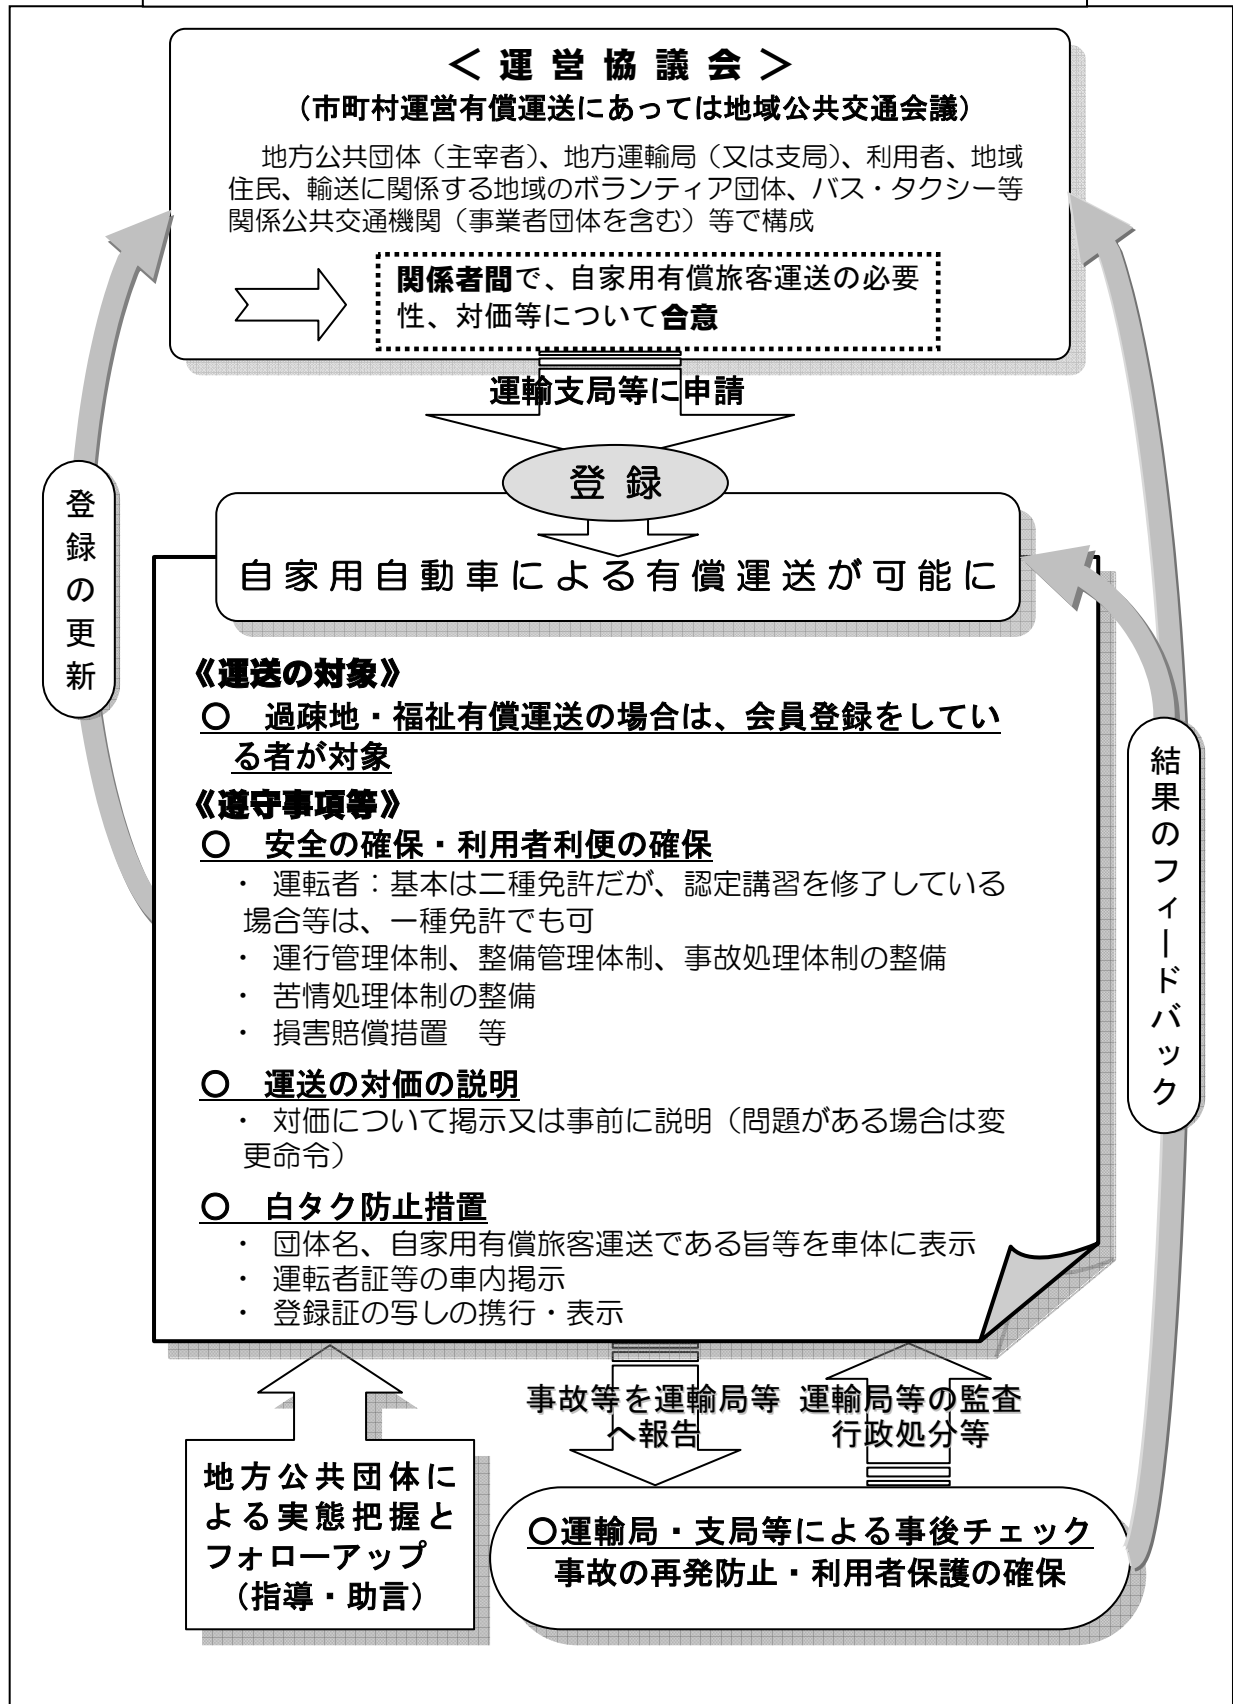 ＜運営協議会＞
（市町村運営有償運送にあっては地域公共交通会議）
地方公共団体（主宰者）、地方運輸局（又は支局）、利用者、地域
住民、輸送に関係する地域のボランティア団体、バス・タクシー等
関係公共交通機関（事業者団体を含む）等で構成
関係者間で、自家用有償旅客運送の必要
性、対価等について合意
運輸支局等に申請
登録
登録の更新
自家用自動車による有償運送が可能に
《運送の対象》
○　過疎地・福祉有償運送の場合は、会員登録をしてい
る者が対象
《遵守事項等》
○　安全の確保・利用者利便の確保
・ 運転者：基本は二種免許だが、認定講習を修了している
場合等は、一種免許でも可
・ 運行管理体制、整備管理体制、事故処理体制の整備
・ 苦情処理体制の整備
・ 損害賠償措置　等
○　運送の対価の説明
・ 対価について掲示又は事前に説明（問題がある場合は変
更命令）
○　白タク防止措置
・ 団体名、自家用有償旅客運送である旨等を車体に表示
・ 運転者証等の車内掲示
・ 登録証の写しの携行・表示
結果のフィードバック
事故等を運輸局等
へ報告
運輸局等の監査
行政処分等
地方公共団体に
よる実態把握と
フォローアップ
（指導・助言）
○運輸局・支局等による事後チェック
事故の再発防止・利用者保護の確保